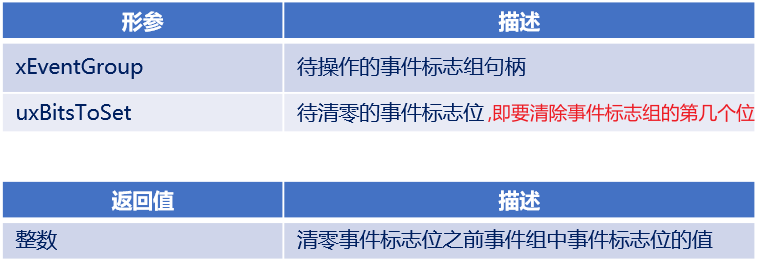 形参 描述
xEventGroup 待操作的事件标志组句柄
uxBitsToSet 待清零的事件标志位,即要清除事件标志组的第几个位
返回值 描述
整数 清零事件标志位之前事件组中事件标志位的值